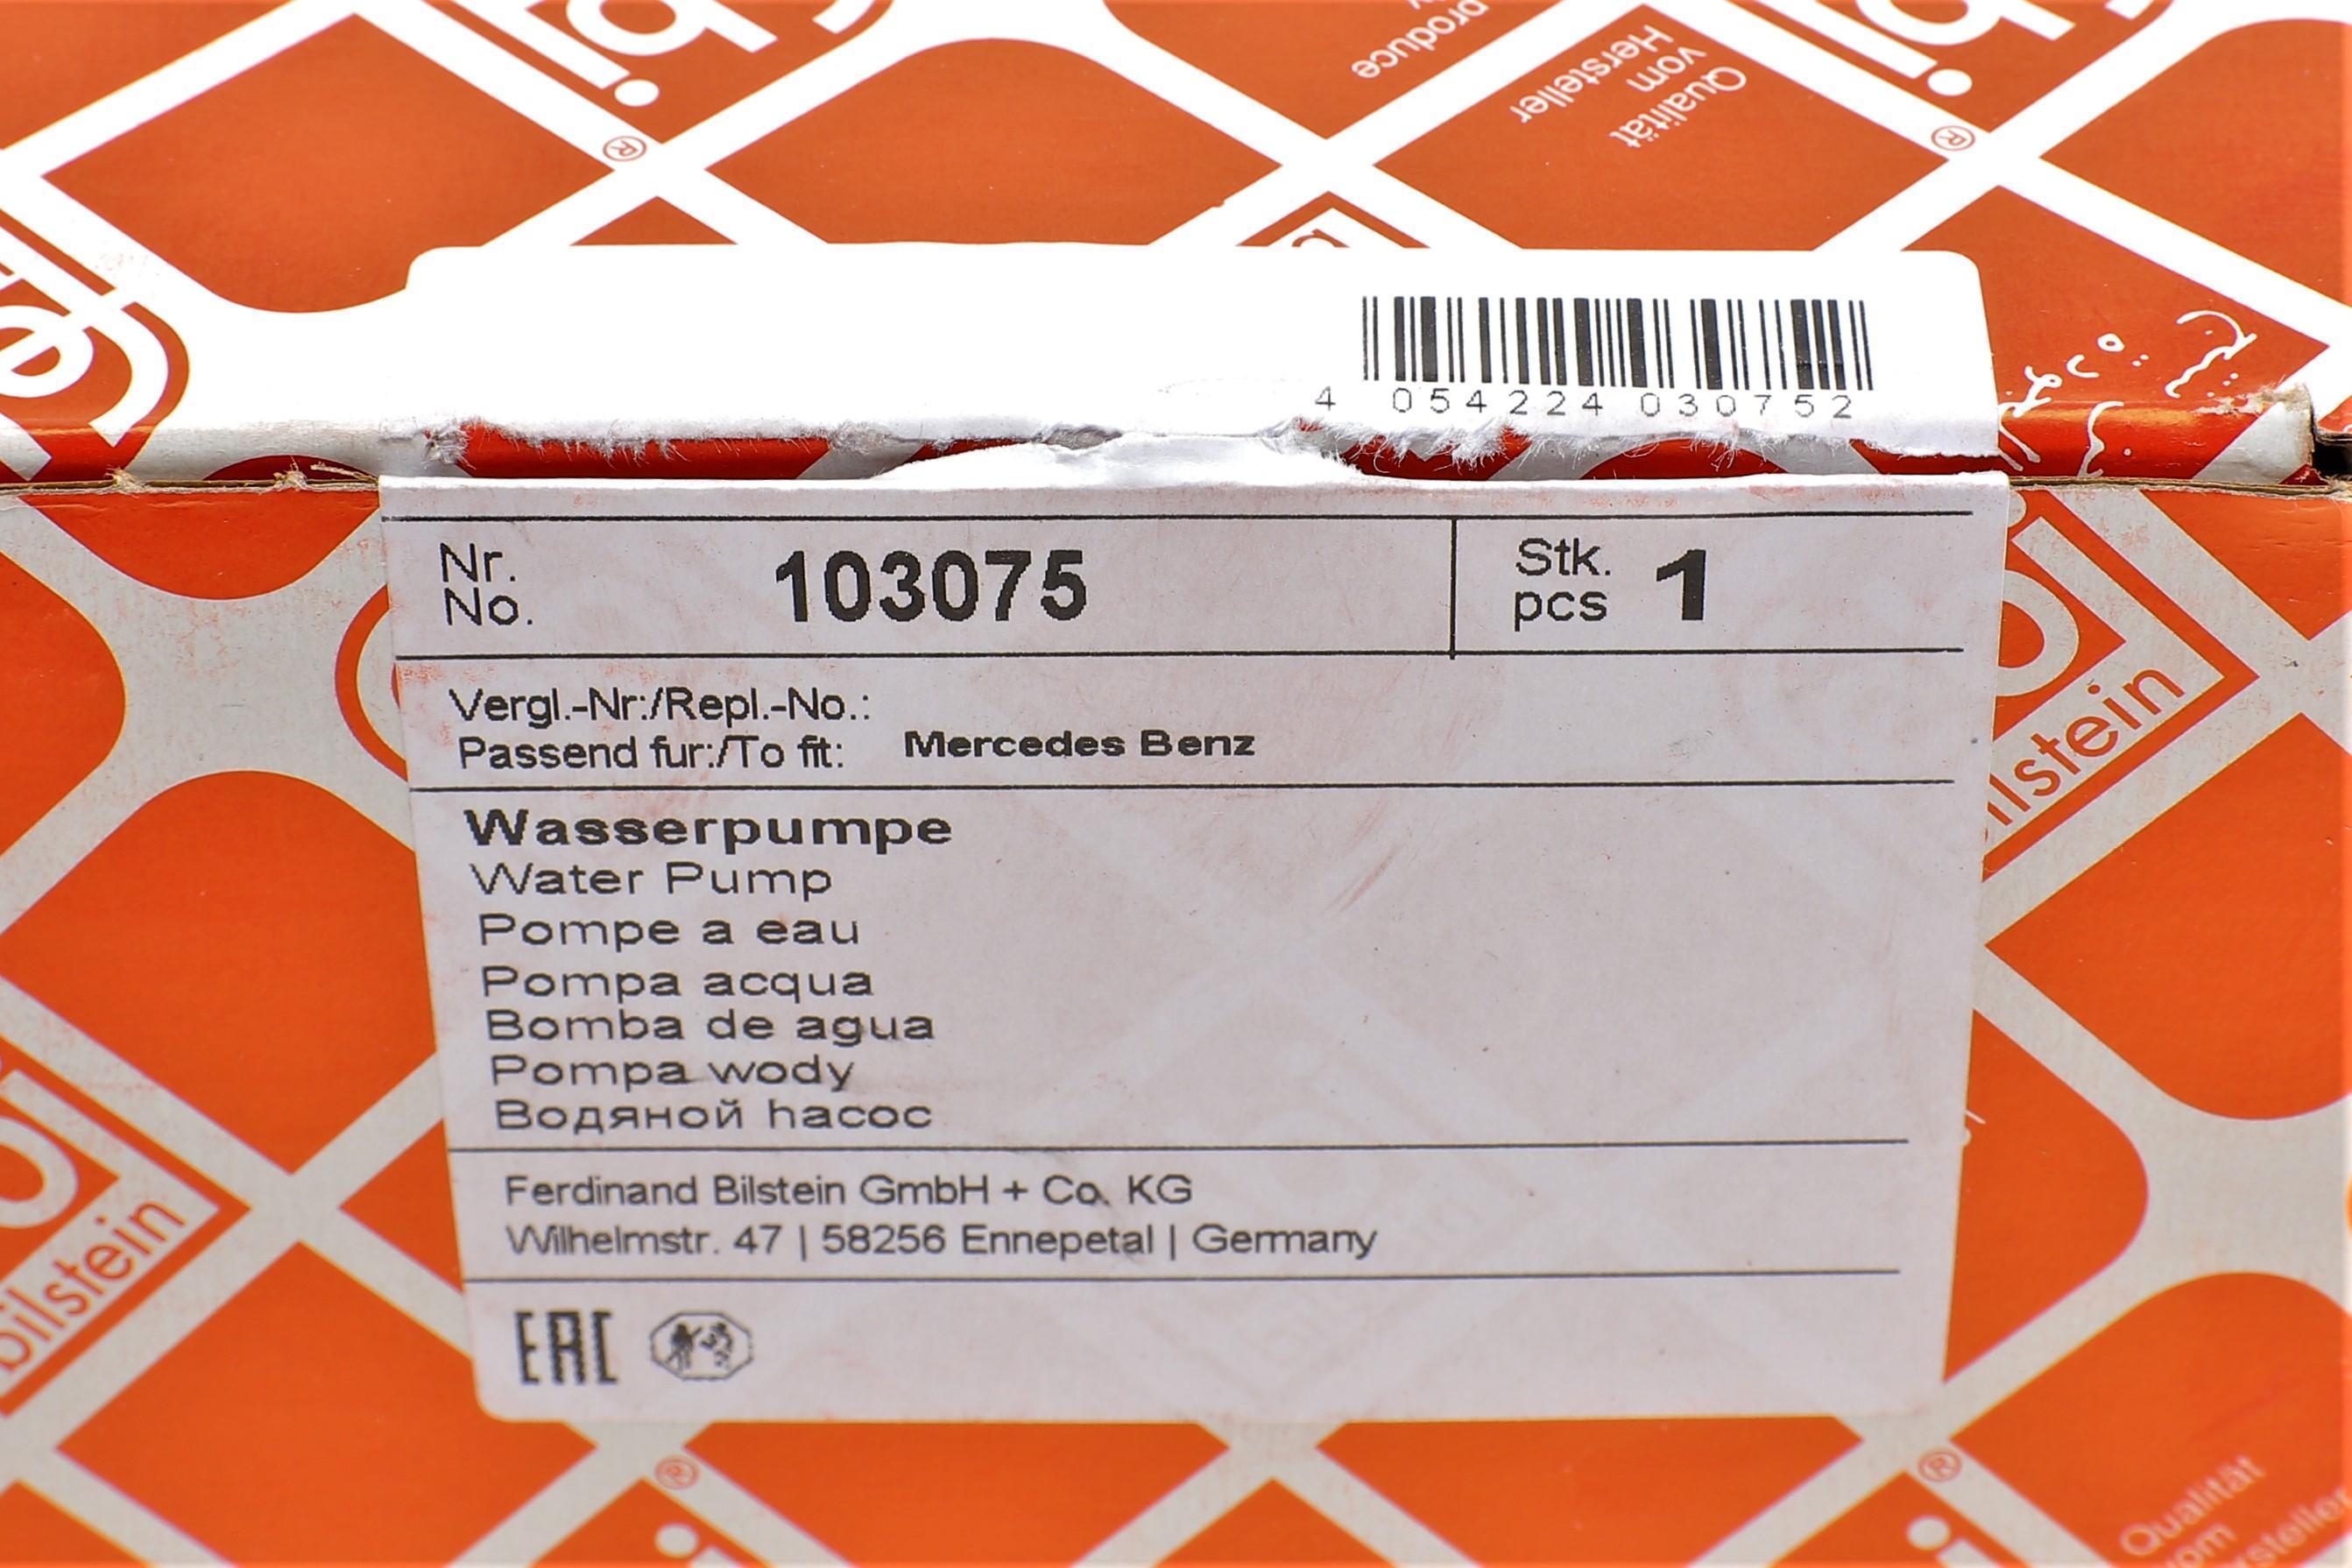 produce
Qualität
vom
Hersteller
4 054224 030752
Nr.
No.
103075
Stk.
pcs
1
Vergl.-Nr:/Repl.-No.:
Passend fur:/To fit: Mercedes Benz
Wasserpumpe
Water Pump
Pompe a eau
Pompa acqua
Bomba de agua
Pompa wody
Водяной hacoc
Ferdinand Bilstein GmbH + Co. KG
Wilhelmstr. 47 | 58256 Ennepetal | Germany
EAC
bilstein
bilstein
Qualität